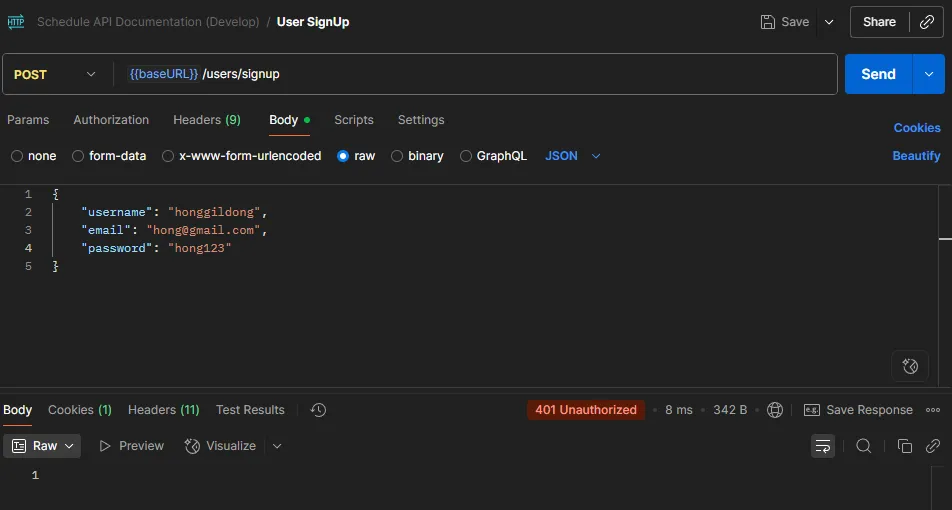 HTTP Schedule API Documentation (Develop) / User SignUp Save Share
POST {{baseURL}} /users/signup Send
Params Authorization Headers (9) Body Scripts Settings Cookies
none form-data x-www-form-urlencoded raw binary GraphQL JSON Beautify
1 {
2 "username": "honggildong",
3 "email": "hong@gmail.com",
4 "password": "hong123"
5 }
Body Cookies (1) Headers (11) Test Results 401 Unauthorized • 8 ms • 342 B • e.g. Save Response
Raw Preview Visualize
1